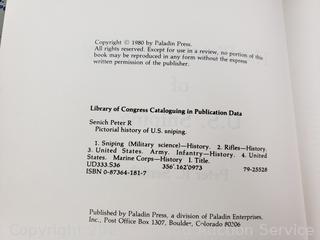 Copyright © 1980 by Paladin Press.
All rights reserved. Except for use in a review, no portion of this
book may be reproduced in any form without the express
written permission of the publisher.
Library of Congress Cataloguing in Publication Data
Senich Peter R
Pictorial history of U.S. sniping.
1. Sniping (Military science)—History. 2. Rifles—History.
3. United States. Army. Infantry—History. 4. United
States. Marine Corps—History I. Title.
UD333.S36 356'.162'0973 79-25528
ISBN 0-87364-181-7
Published by Paladin Press, a division of Paladin Enterprises,
Inc., Post Office Box 1307, Boulder, Colorado 80206